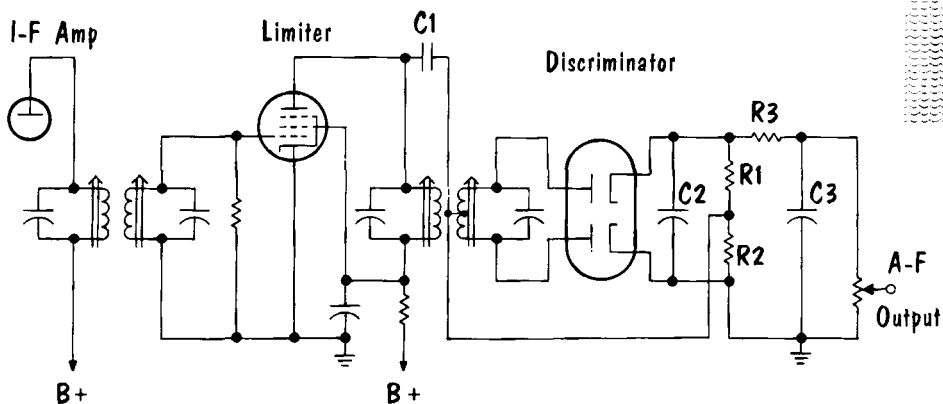 I-F Amp
Limiter
C1
Discriminator
R3
R1
C2
C3
R2
A-F
Output
B+
B+